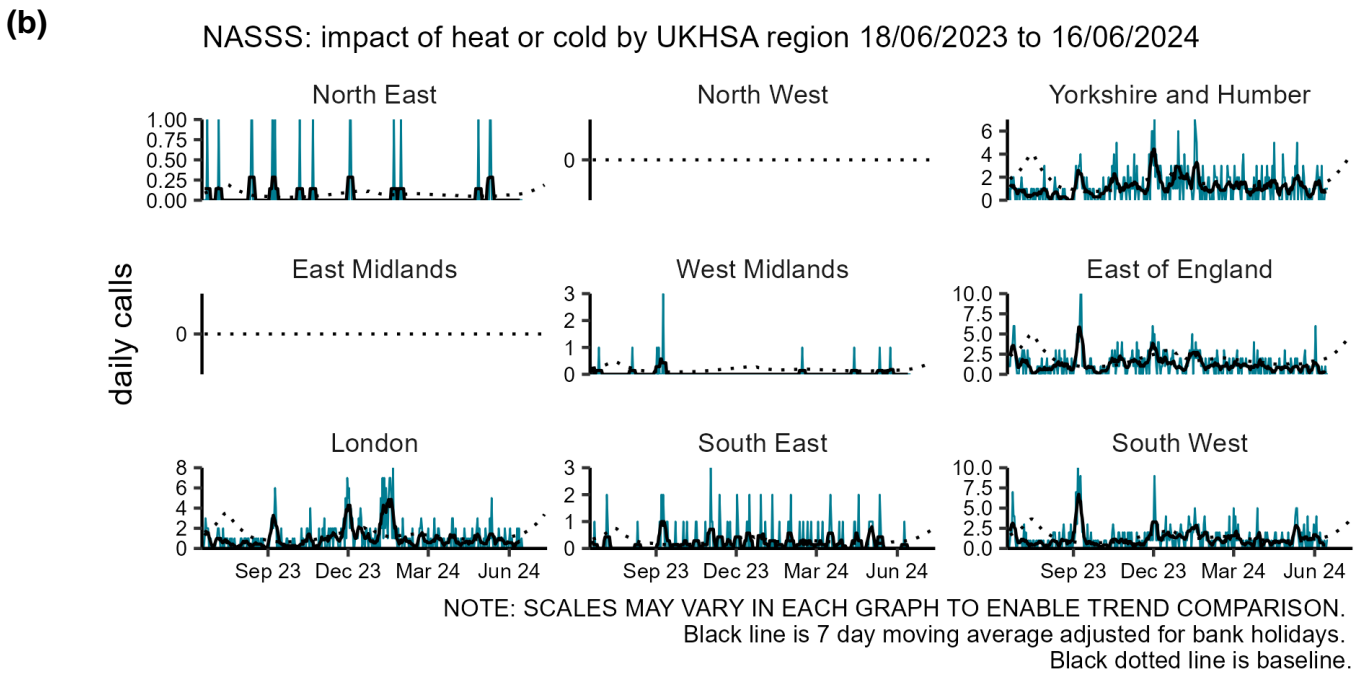 (b)
NASSS: impact of heat or cold by UKHSA region 18/06/2023 to 16/06/2024
daily calls
North East
1.00
0.75
0.50
0.25
0.00
North West
0
Yorkshire and Humber
6
4
2
0
East Midlands
0
West Midlands
3
2
1
0
East of England
10.0
7.5
5.0
2.5
0.0
London
8
6
4
2
0
Sep 23 Dec 23 Mar 24 Jun 24
South East
3
2
1
0
Sep 23 Dec 23 Mar 24 Jun 24
South West
10.0
7.5
5.0
2.5
0.0
Sep 23 Dec 23 Mar 24 Jun 24
NOTE: SCALES MAY VARY IN EACH GRAPH TO ENABLE TREND COMPARISON.
Black line is 7 day moving average adjusted for bank holidays.
Black dotted line is baseline.